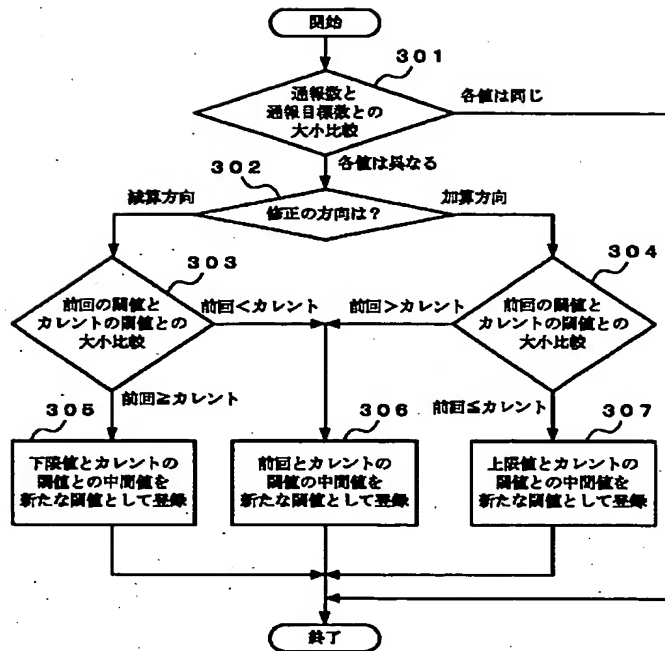 開始
301
通報数と
通報目標数との
大小比較
各値は同じ
各値は異なる
302
減算方向
修正の方向は?
加算方向
303
前回の閾値と
カレントの閾値との
大小比較
前回<カレント
前回>カレント
304
前回の閾値と
カレントの閾値との
大小比較
前回≧カレント
前回≦カレント
305
下限値とカレントの
閾値との中間値を
新たな閾値として登録
306
前回とカレントの
閾値の中間値を
新たな閾値として登録
307
上限値とカレントの
閾値との中間値を
新たな閾値として登録
終了